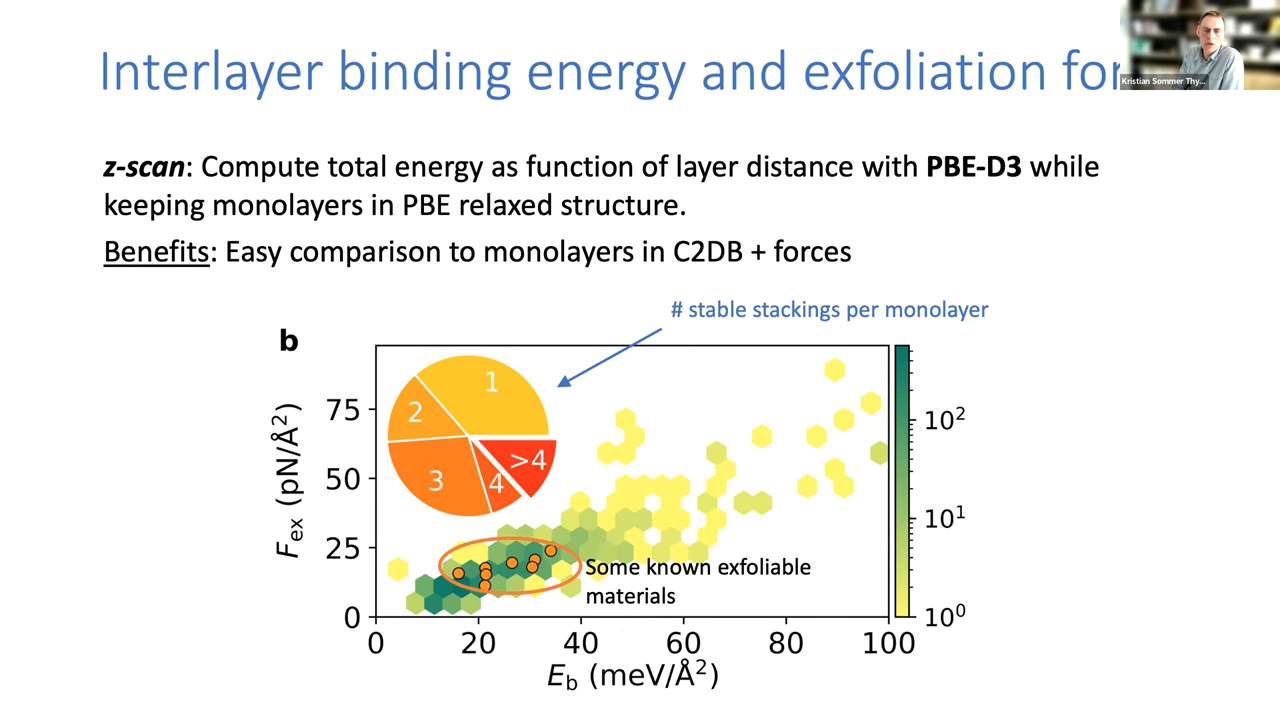 Interlayer binding energy and exfoliation for
Kristian Sommer Thy...
z-scan: Compute total energy as function of layer distance with PBE-D3 while
keeping monolayers in PBE relaxed structure.
Benefits: Easy comparison to monolayers in C2DB + forces
# stable stackings per monolayer
b
1
2
3
4
>4
75
50
25
0
F_ex (pN/Å²)
Some known exfoliable
materials
0 20 40 60 80 100
E_b (meV/Å²)
10²
10¹
10⁰